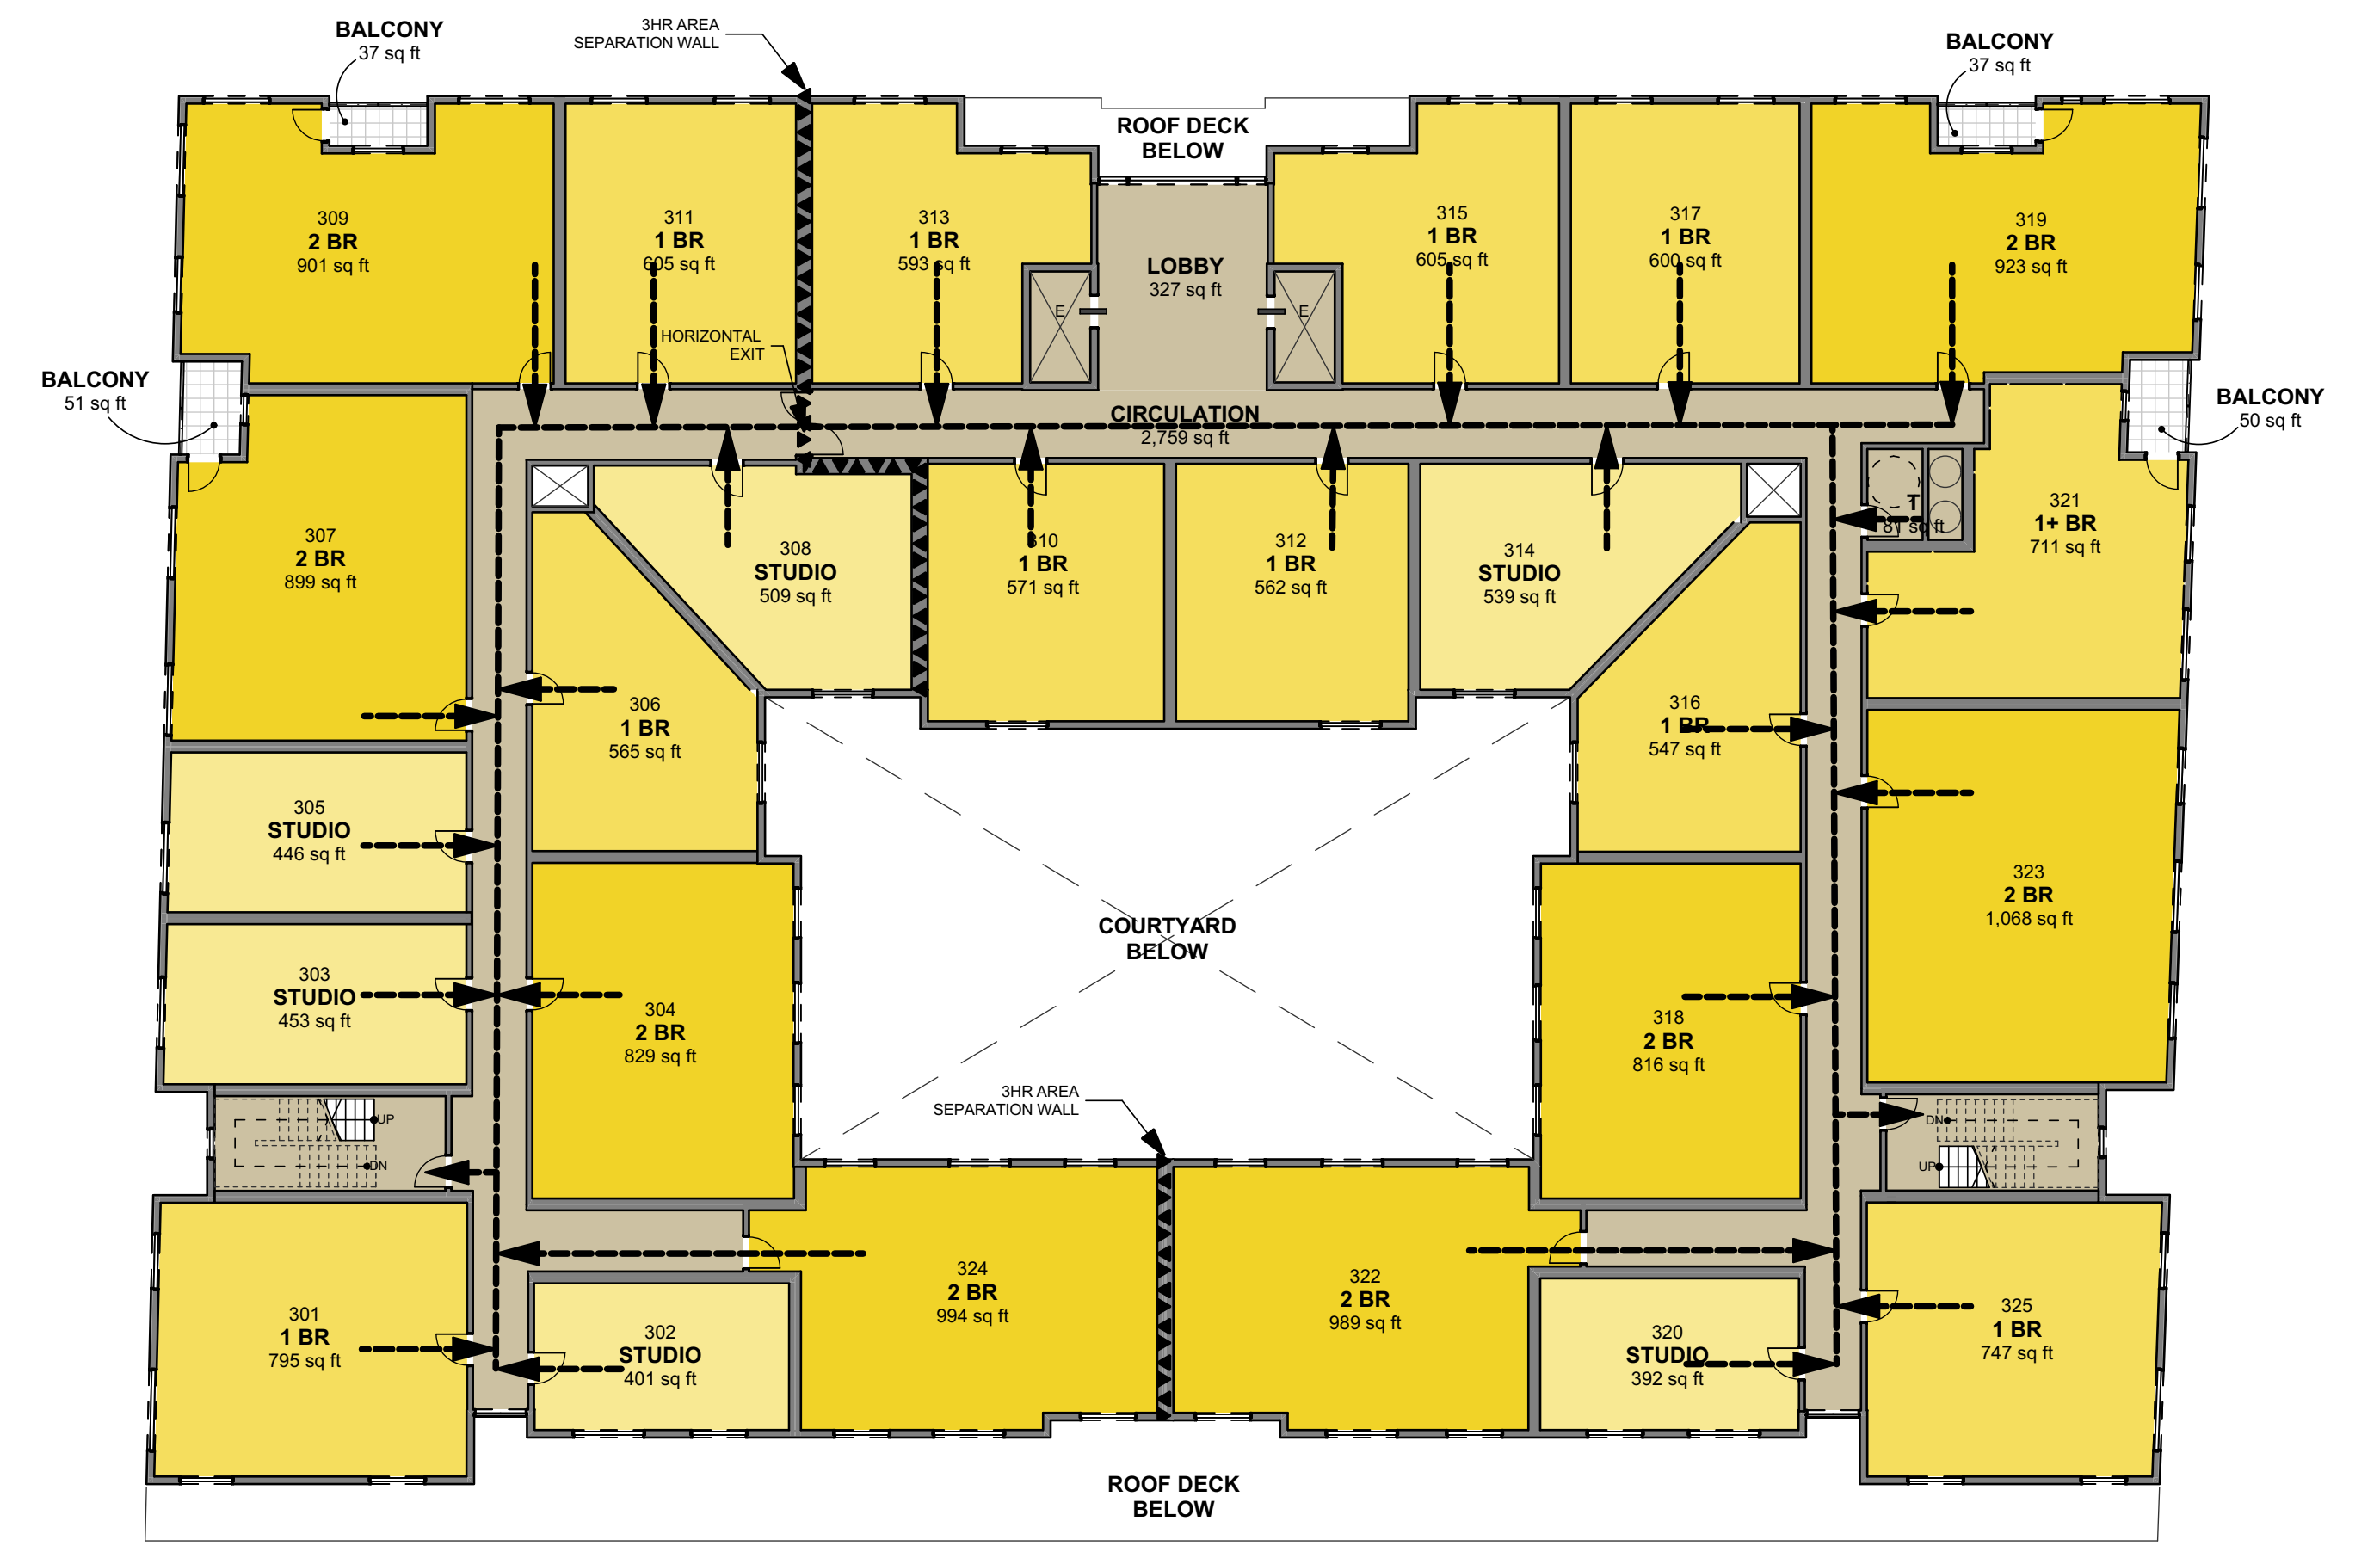 BALCONY
37 sq ft
3HR AREA
SEPARATION WALL
BALCONY
37 sq ft
ROOF DECK
BELOW
309
2 BR
901 sq ft
311
1 BR
605 sq ft
313
1 BR
593 sq ft
LOBBY
327 sq ft
315
1 BR
605 sq ft
317
1 BR
600 sq ft
319
2 BR
923 sq ft
E
E
HORIZONTAL
EXIT
BALCONY
51 sq ft
BALCONY
50 sq ft
CIRCULATION
2,759 sq ft
307
2 BR
899 sq ft
308
STUDIO
509 sq ft
310
1 BR
571 sq ft
312
1 BR
562 sq ft
314
STUDIO
539 sq ft
T
81 sq ft
321
1+ BR
711 sq ft
306
1 BR
565 sq ft
316
1 BR
547 sq ft
305
STUDIO
446 sq ft
323
2 BR
1,068 sq ft
COURTYARD
BELOW
303
STUDIO
453 sq ft
304
2 BR
829 sq ft
318
2 BR
816 sq ft
3HR AREA
SEPARATION WALL
UP
DN
DN
UP
301
1 BR
795 sq ft
302
STUDIO
401 sq ft
324
2 BR
994 sq ft
322
2 BR
989 sq ft
320
STUDIO
392 sq ft
325
1 BR
747 sq ft
ROOF DECK
BELOW